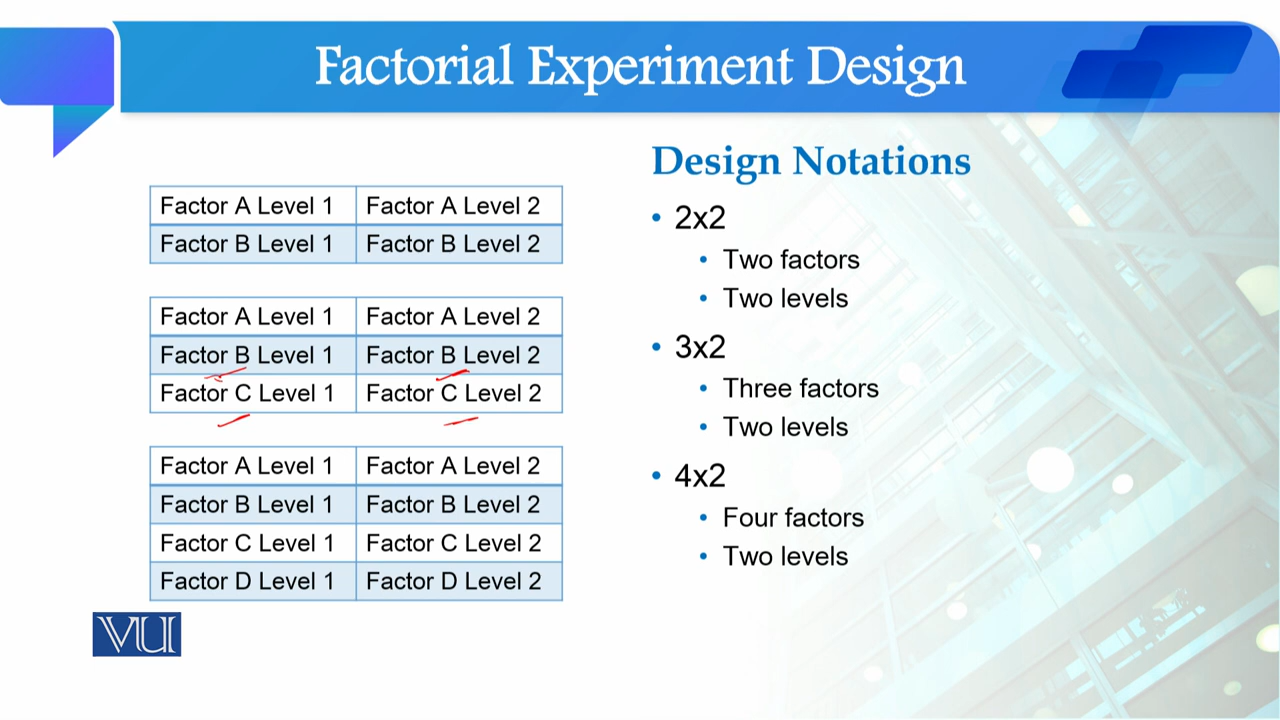 Factorial Experiment Design
Factor A Level 1 Factor A Level 2
Factor B Level 1 Factor B Level 2
Factor A Level 1 Factor A Level 2
Factor B Level 1 Factor B Level 2
Factor C Level 1 Factor C Level 2
Factor A Level 1 Factor A Level 2
Factor B Level 1 Factor B Level 2
Factor C Level 1 Factor C Level 2
Factor D Level 1 Factor D Level 2
VU
Design Notations
• 2x2
• Two factors
• Two levels
• 3x2
• Three factors
• Two levels
• 4x2
• Four factors
• Two levels